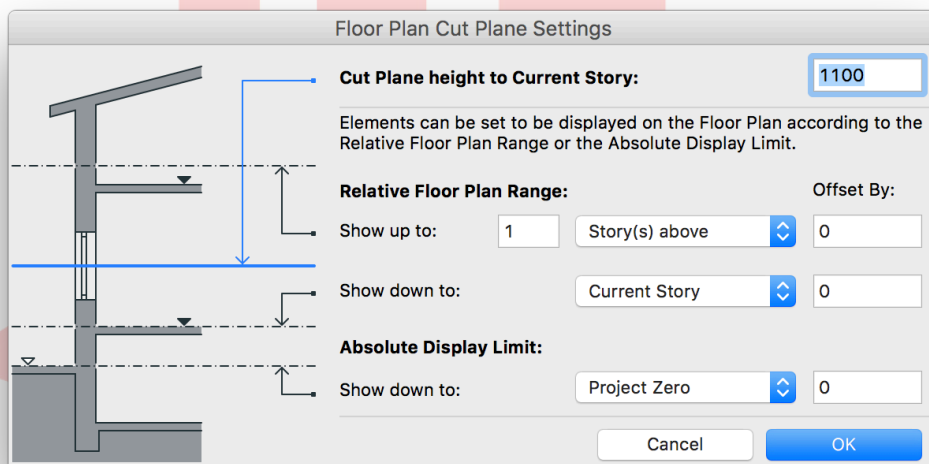 Floor Plan Cut Plane Settings
Cut Plane height to Current Story:
1100
Elements can be set to be displayed on the Floor Plan according to the
Relative Floor Plan Range or the Absolute Display Limit.
Relative Floor Plan Range:
Offset By:
Show up to:
1
Story(s) above
0
Show down to:
Current Story
0
Absolute Display Limit:
Show down to:
Project Zero
0
Cancel
OK